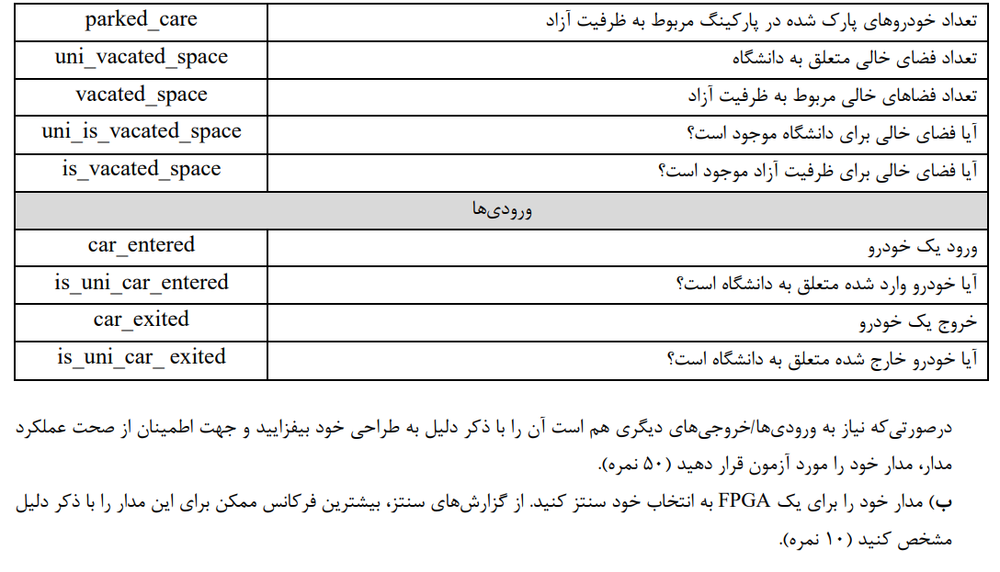 parked_care تعداد خودروهای پارک شده در پارکینگ مربوط به ظرفیت آزاد
uni_vacated_space تعداد فضای خالی متعلق به دانشگاه
vacated_space تعداد فضاهای خالی مربوط به ظرفیت آزاد
uni_is_vacated_space آیا فضای خالی برای دانشگاه موجود است؟
is_vacated_space آیا فضای خالی برای ظرفیت آزاد موجود است؟
ورودی‌ها
car_entered ورود یک خودرو
is_uni_car_entered آیا خودرو وارد شده متعلق به دانشگاه است؟
car_exited خروج یک خودرو
is_uni_car_ exited آیا خودرو خارج شده متعلق به دانشگاه است؟
درصورتی‌که نیاز به ورودی‌ها/خروجی‌های دیگری هم است آن را با ذکر دلیل به طراحی خود بیفزایید و جهت اطمینان از صحت عملکرد
مدار، مدار خود را مورد آزمون قرار دهید (۵۰ نمره).
ب) مدار خود را برای یک FPGA به انتخاب خود سنتز کنید. از گزارش‌های سنتز، بیشترین فرکانس ممکن برای این مدار را با ذکر دلیل
مشخص کنید (۱۰ نمره).